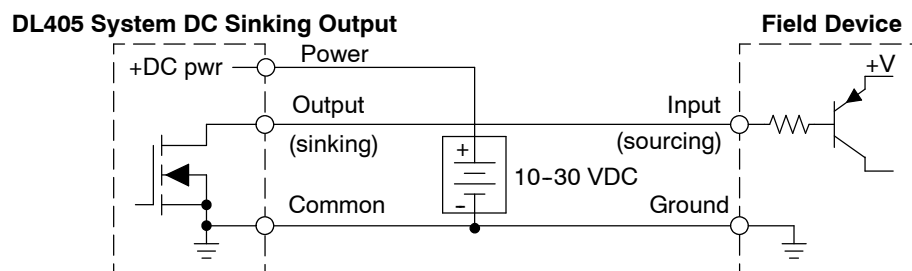 DL405 System DC Sinking Output
Field Device
+DC pwr
Power
+V
Output
(sinking)
Input
(sourcing)
+
10–30 VDC
–
Common
Ground